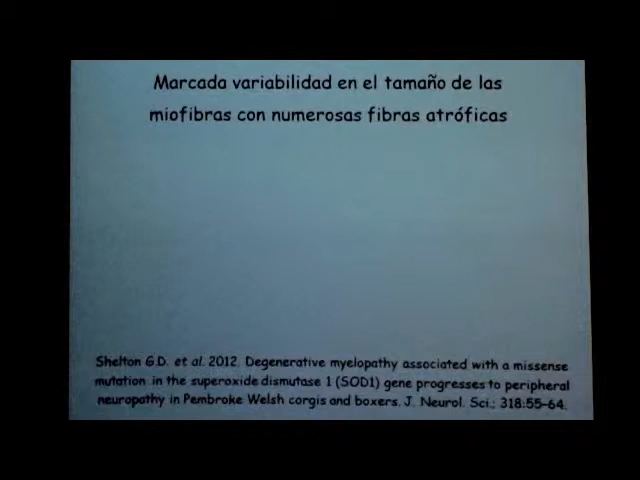 Marcada variabilidad en el tamaño de las
miofibras con numerosas fibras atróficas
Shelton G.D. et al. 2012. Degenerative myelopathy associated with a missense
mutation in the superoxide dismutase 1 (SOD1) gene progresses to peripheral
neuropathy in Pembroke Welsh corgis and boxers. J. Neurol. Sci.; 318:55-64.